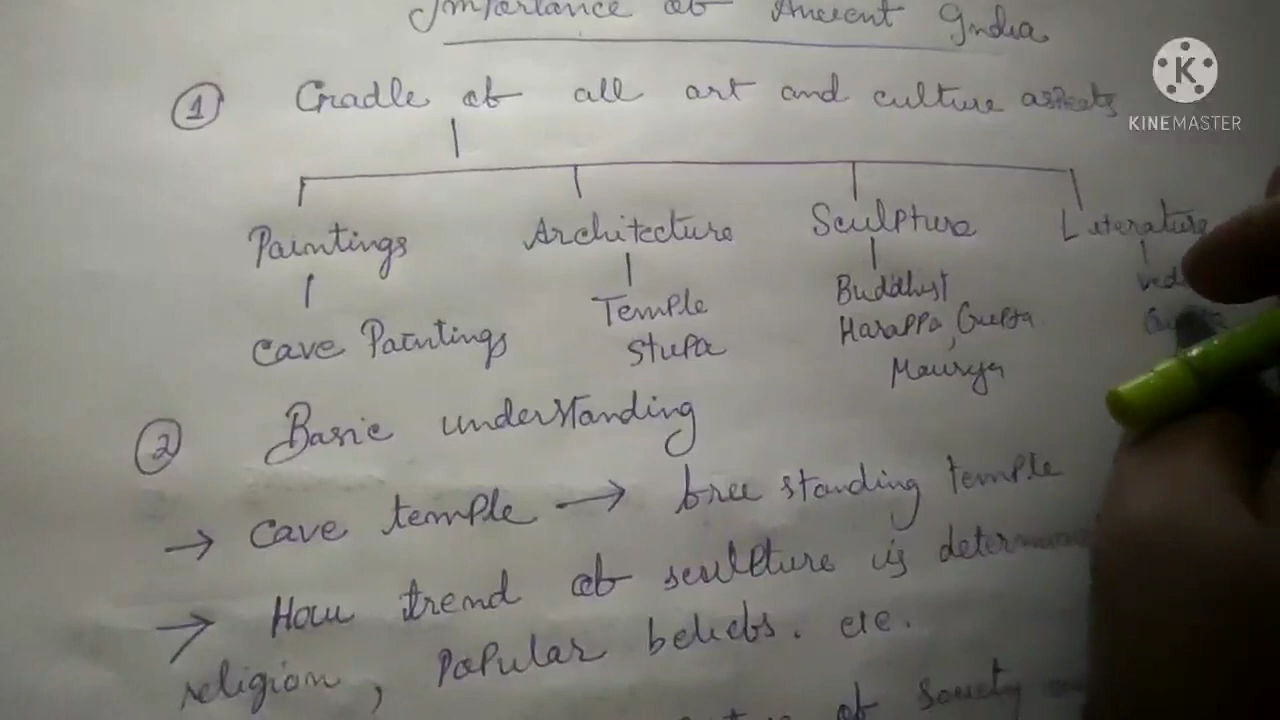 Importance of Ancient India
① Cradle of all art and culture aspects
KINEMASTER
Paintings Architecture Sculpture Literature
Cave Paintings Temple Buddhist
Stupa Harappa, Gupta
Maurya
② Basic understanding
→ Cave temple → free standing temple
→ How trend of sculpture is
religion, popular beliefs. etc.
of society